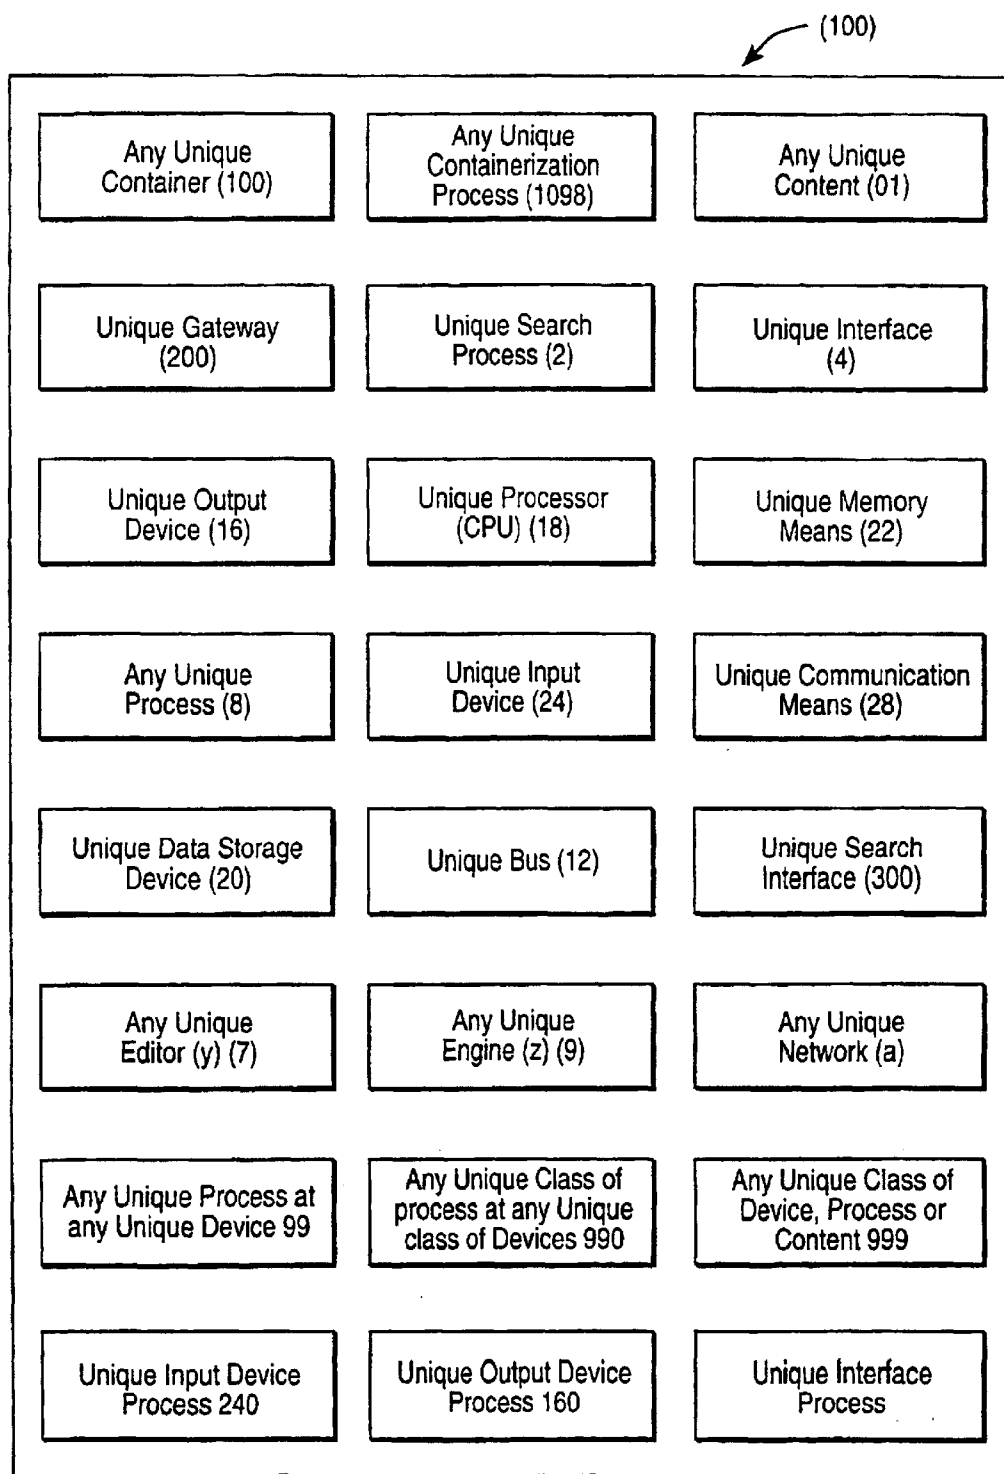 (100)
Any Unique
Container (100)
Any Unique
Containerization
Process (1098)
Any Unique
Content (01)
Unique Gateway
(200)
Unique Search
Process (2)
Unique Interface
(4)
Unique Output
Device (16)
Unique Processor
(CPU) (18)
Unique Memory
Means (22)
Any Unique
Process (8)
Unique Input
Device (24)
Unique Communication
Means (28)
Unique Data Storage
Device (20)
Unique Bus (12)
Unique Search
Interface (300)
Any Unique
Editor (y) (7)
Any Unique
Engine (z) (9)
Any Unique
Network (a)
Any Unique Process at
any Unique Device 99
Any Unique Class of
process at any Unique
class of Devices 990
Any Unique Class of
Device, Process or
Content 999
Unique Input Device
Process 240
Unique Output Device
Process 160
Unique Interface
Process